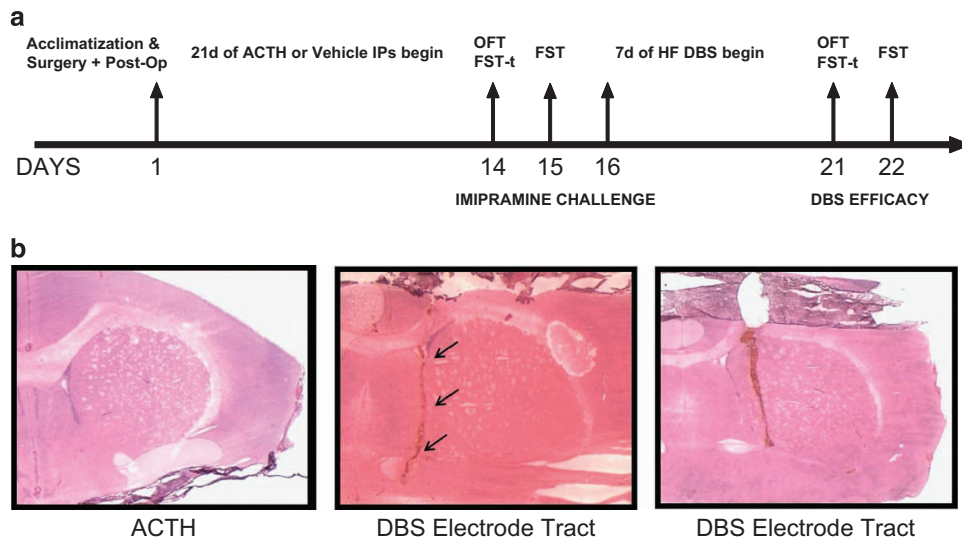 a
Acclimatization &
Surgery + Post-Op
21d of ACTH or Vehicle IPs begin
OFT
FST-t
FST
7d of HF DBS begin
OFT
FST-t
FST
DAYS 1 14 15 16 21 22
IMIPRAMINE CHALLENGE DBS EFFICACY
b
ACTH DBS Electrode Tract DBS Electrode Tract